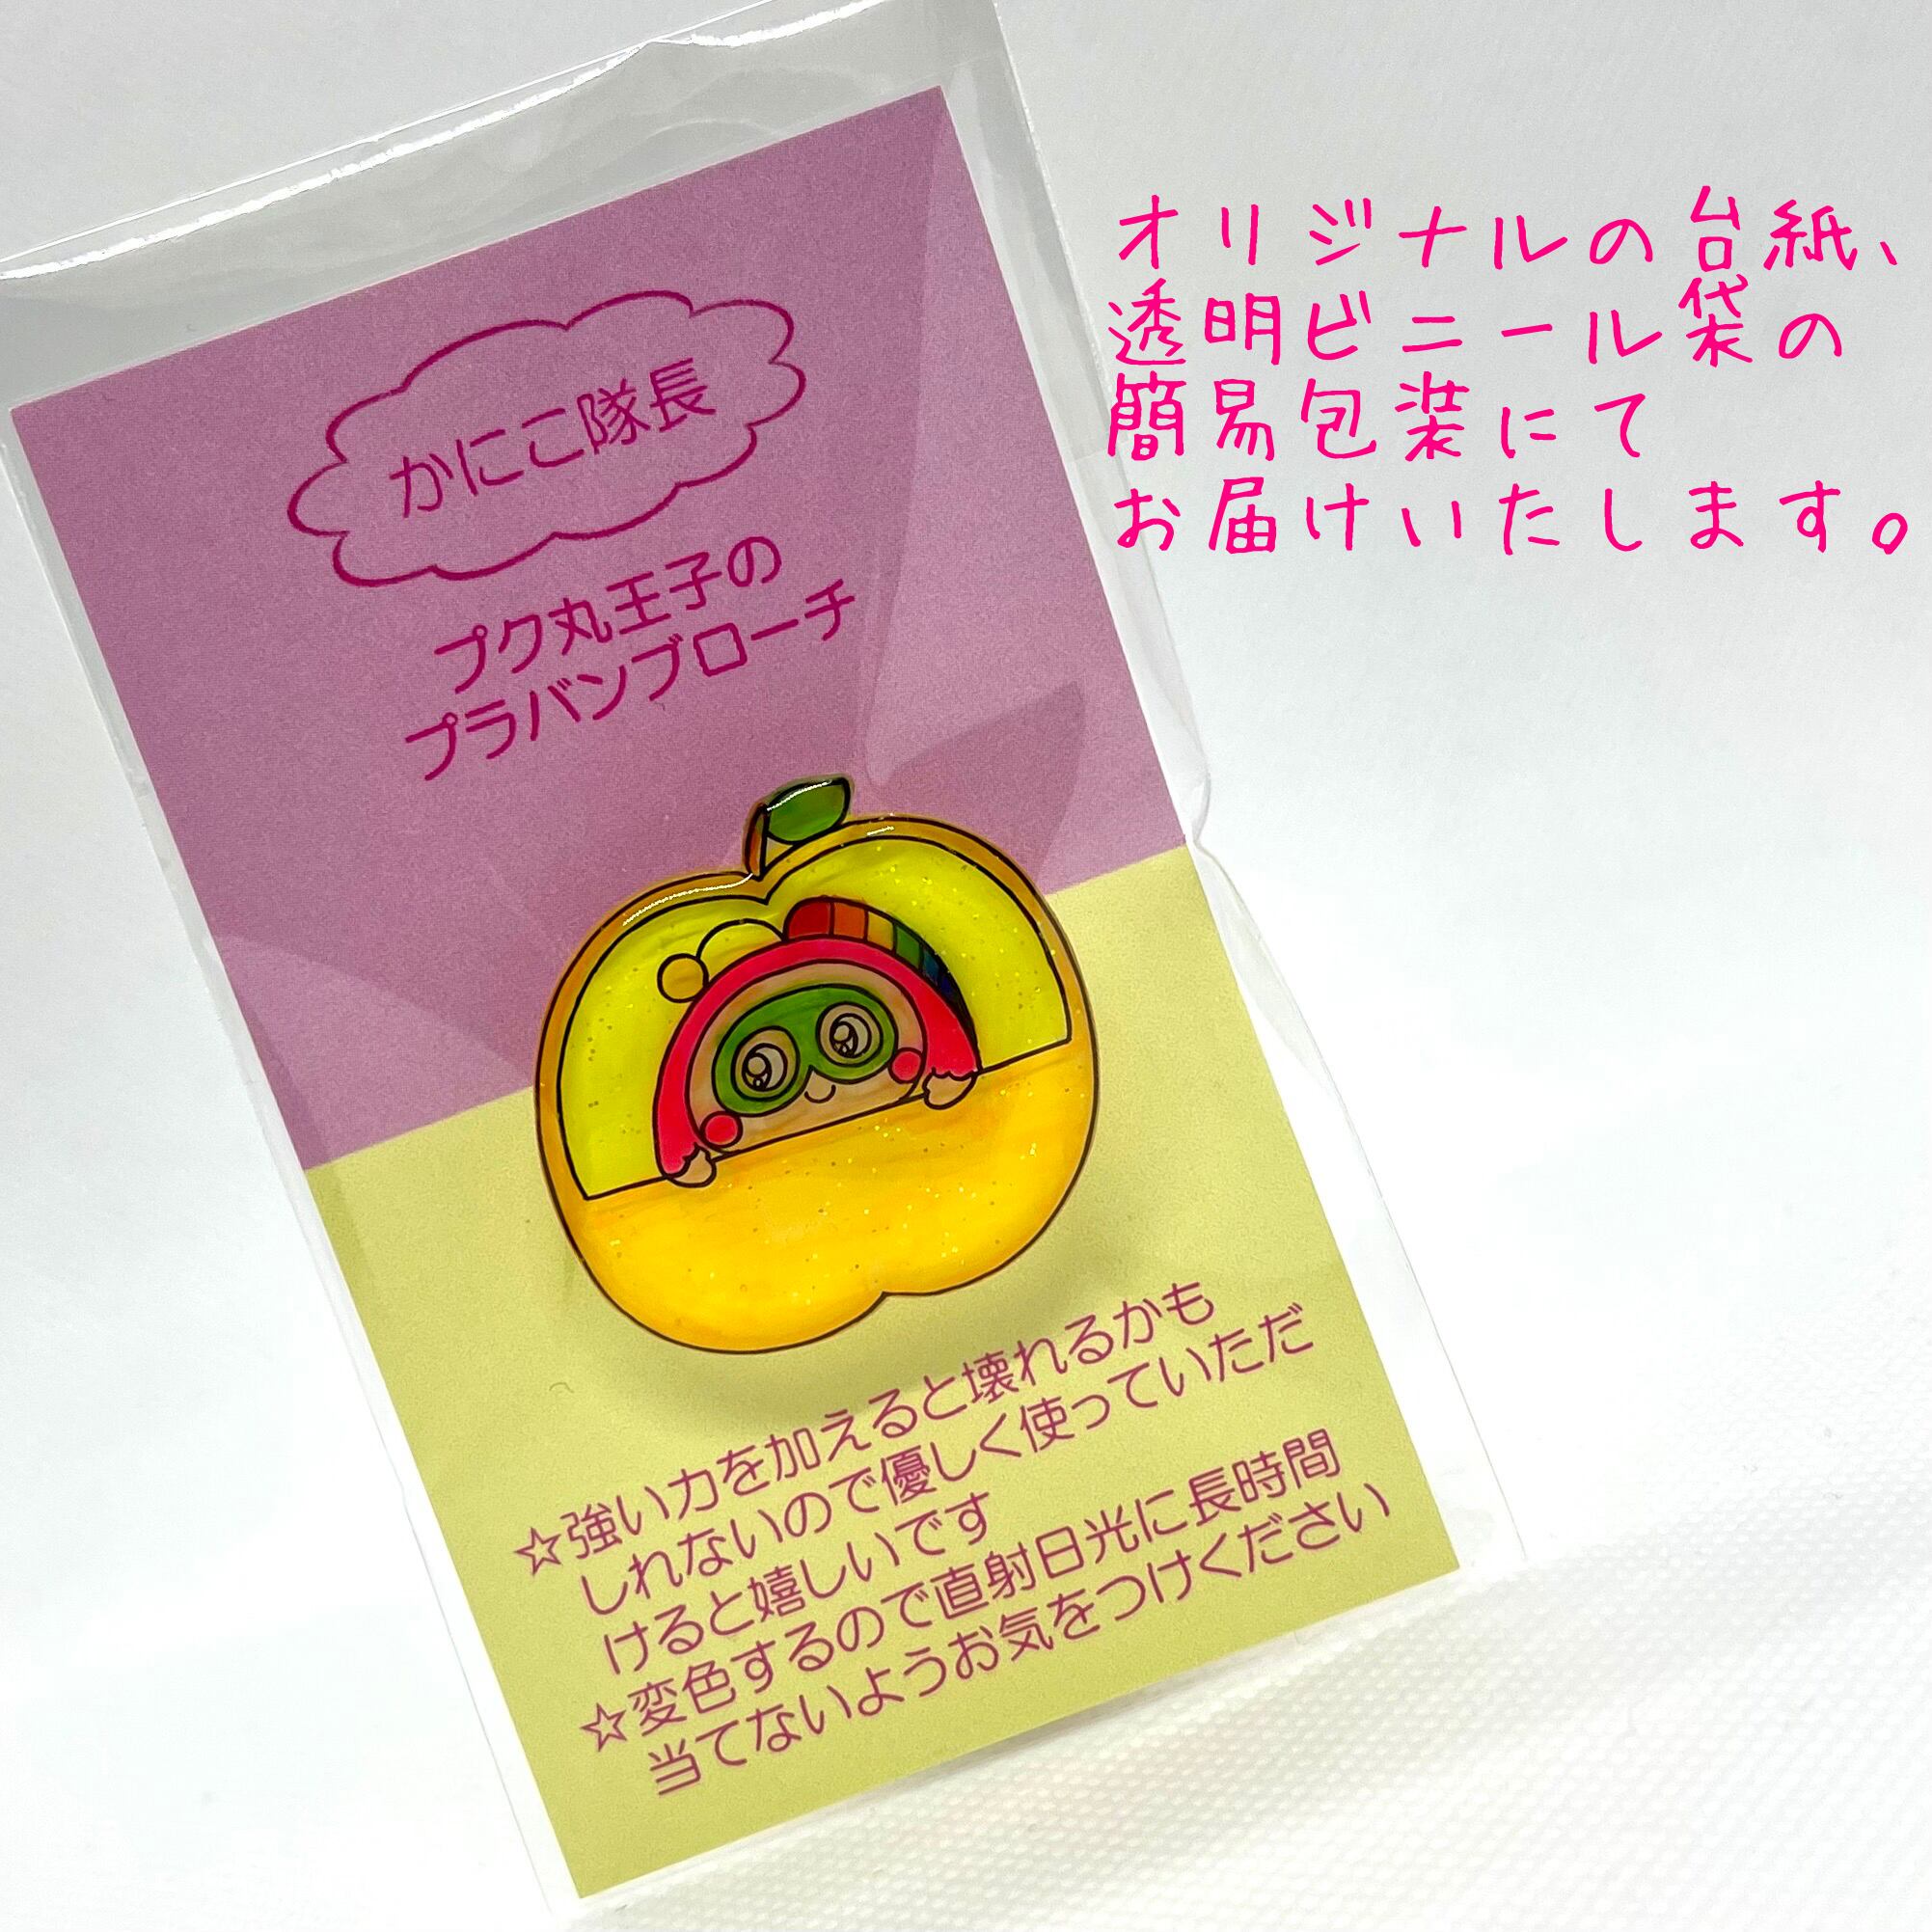 オリジナルの台紙、
透明ビニール袋の
簡易包装にて
お届けいたします。
かにこ隊長
プク丸王子の
プラバンブローチ
☆強い力を加えると壊れるかも
しれないので優しく使っていただ
けると嬉しいです
☆変色するので直射日光に長時間
当てないようお気をつけください